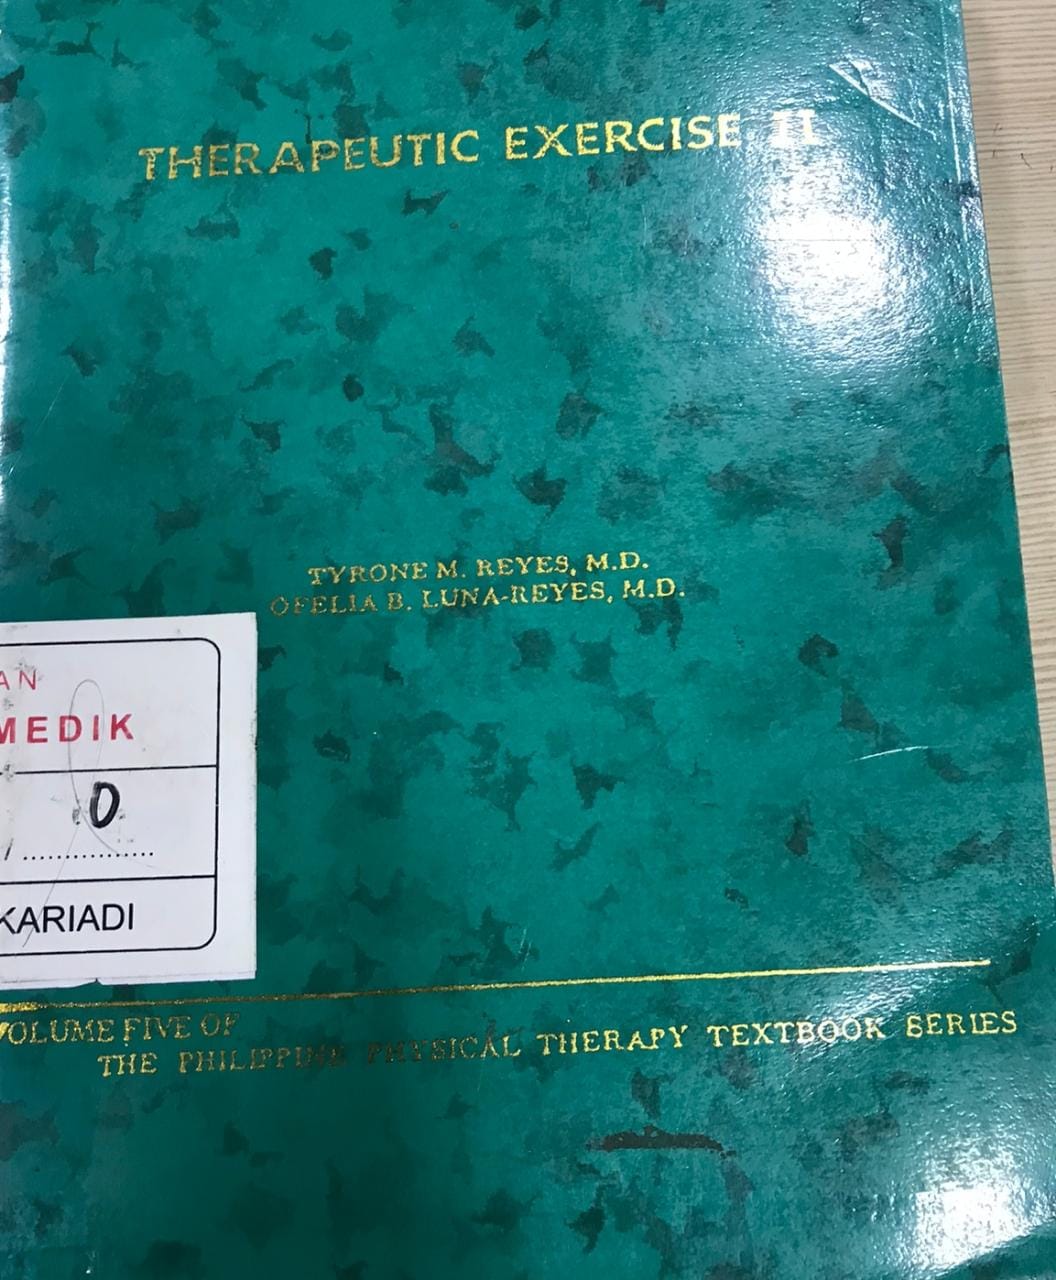 THERAPEUTIC EXERCISE II
TYRONE M. REYES, M.D.
OFELIA B. LUNA-REYES, M.D.
AN
MEDIK
0
/ ................
KARIADI
VOLUME FIVE OF
THE PHILIPPINE PHYSICAL THERAPY TEXTBOOK SERIES